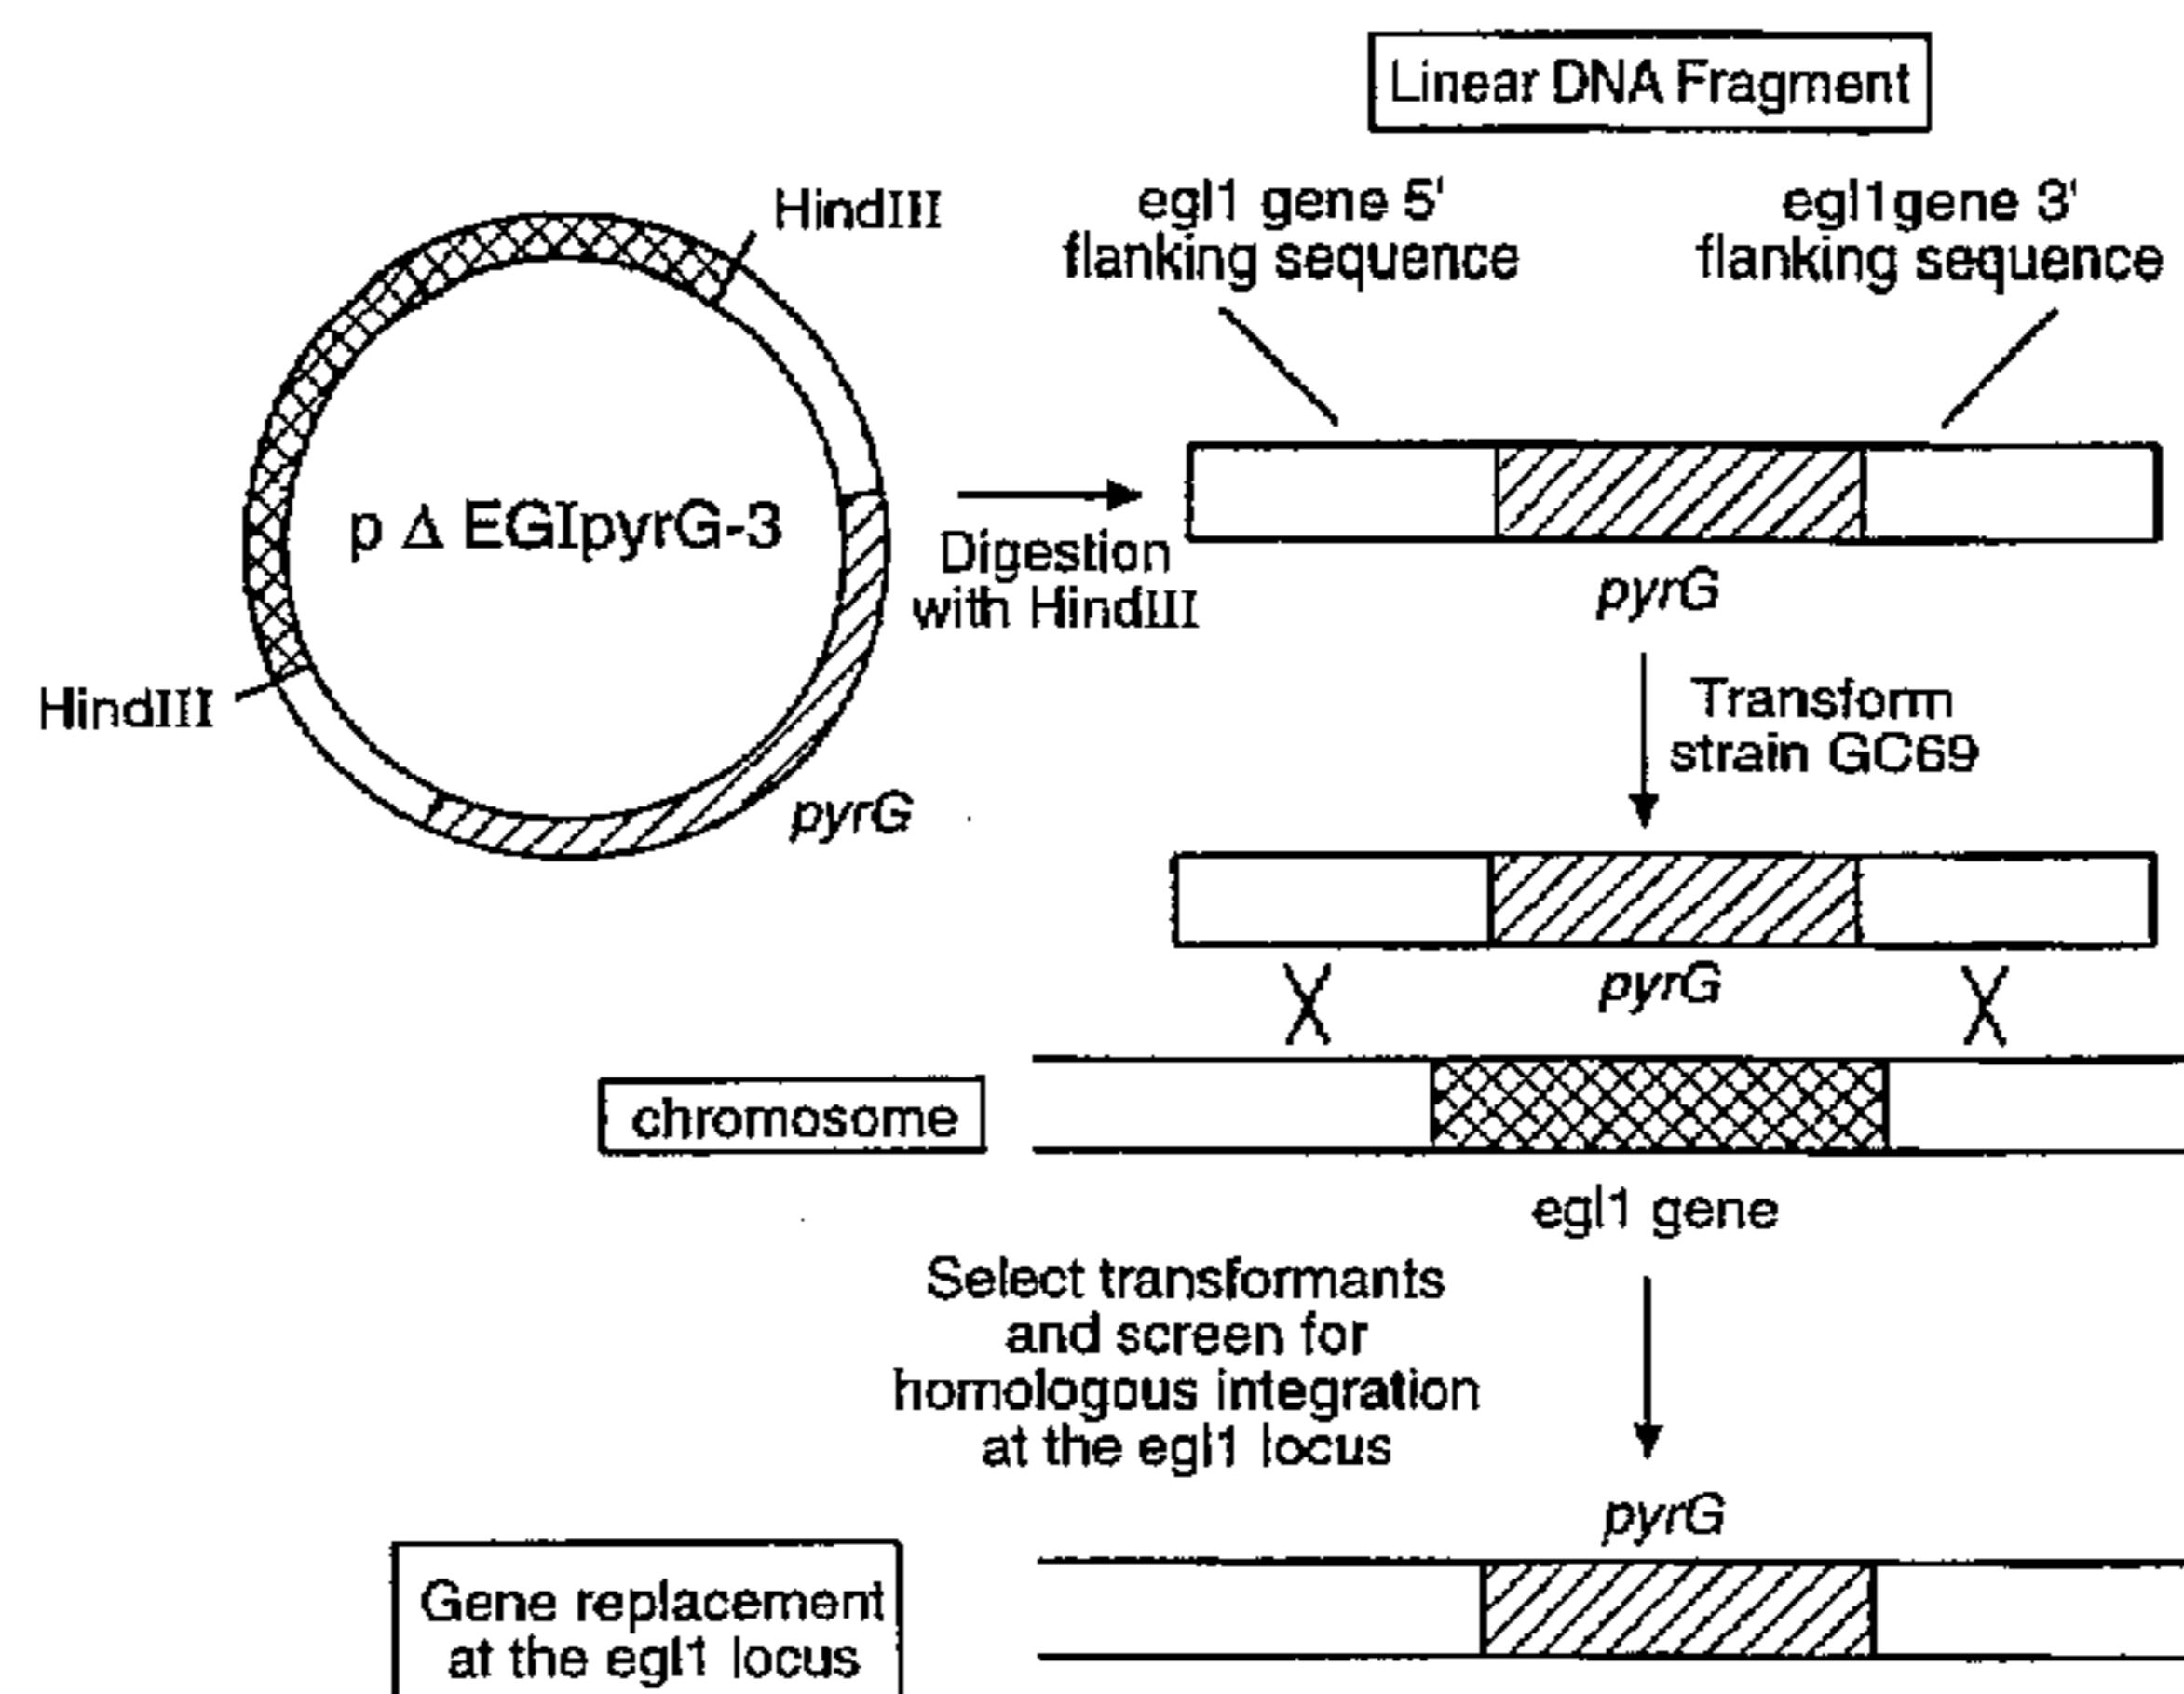 Linear DNA Fragment
HindIII
egl1 gene 5'
flanking sequence
egl1gene 3'
flanking sequence
p Δ EGIpyrG-3
Digestion
with HindIII
pyrG
HindIII
pyrG
Transform
strain GC69
pyrG
chromosome
egl1 gene
Select transformants
and screen for
homologous integration
at the egl1 locus
pyrG
Gene replacement
at the egl1 locus